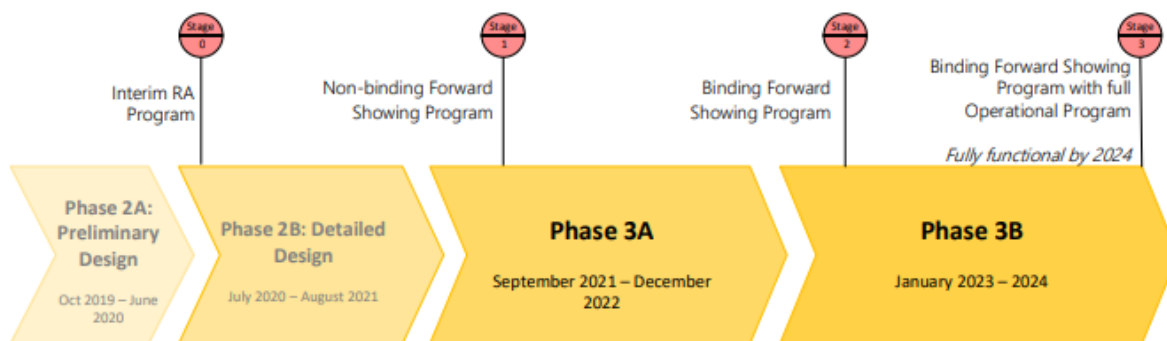 Stage
0
Stage
1
Stage
2
Stage
3
Interim RA
Program
Non-binding Forward
Showing Program
Binding Forward
Showing Program
Binding Forward Showing
Program with full
Operational Program
Fully functional by 2024
Phase 2A:
Preliminary
Design
Oct 2019 – June
2020
Phase 2B: Detailed
Design
July 2020 – August 2021
Phase 3A
September 2021 – December
2022
Phase 3B
January 2023 – 2024